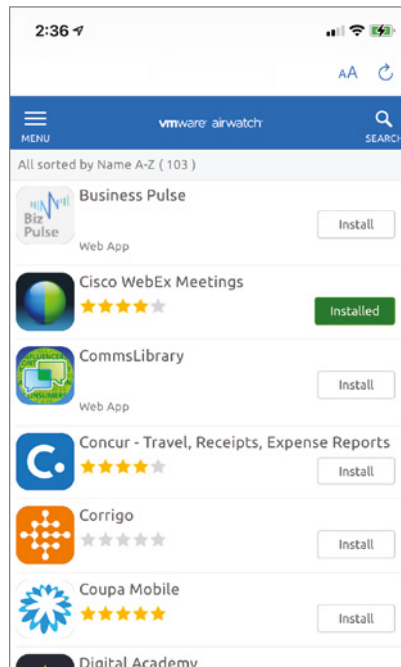 2:36
AA
MENU
vmware airwatch
SEARCH
All sorted by Name A-Z ( 103 )
Business Pulse
Biz
Pulse
Install
Web App
Cisco WebEx Meetings
Installed
CommsLibrary
Install
Web App
Concur - Travel, Receipts, Expense Reports
C.
Install
Corrigo
Install
Coupa Mobile
Install
Digital Academy